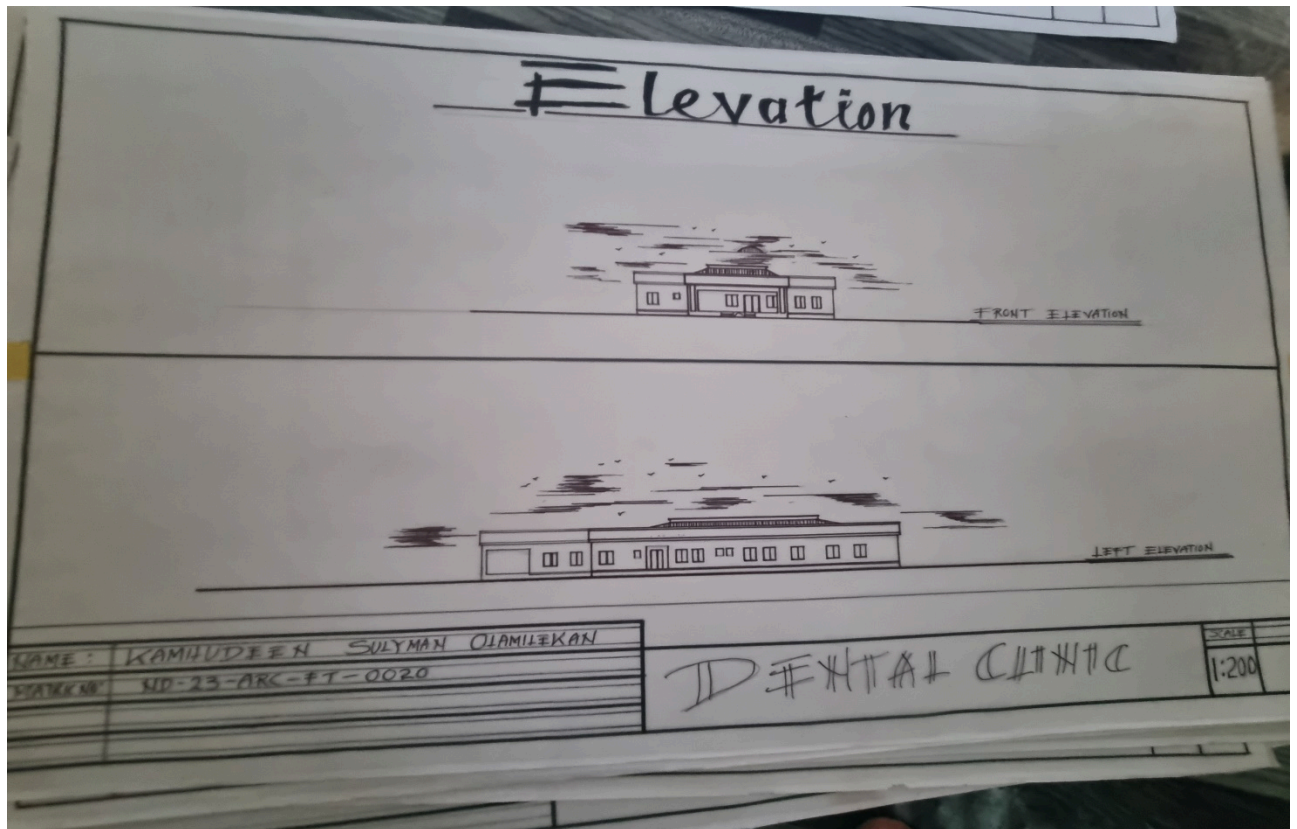 Elevation
FRONT ELEVATION
LEFT ELEVATION
NAME: KAMILUDEEN SULYMAN OLAMILEKAN
MATRIC NO: ND-23-ARC-FT-0020
DENTAL CLINIC
SCALE
1:200